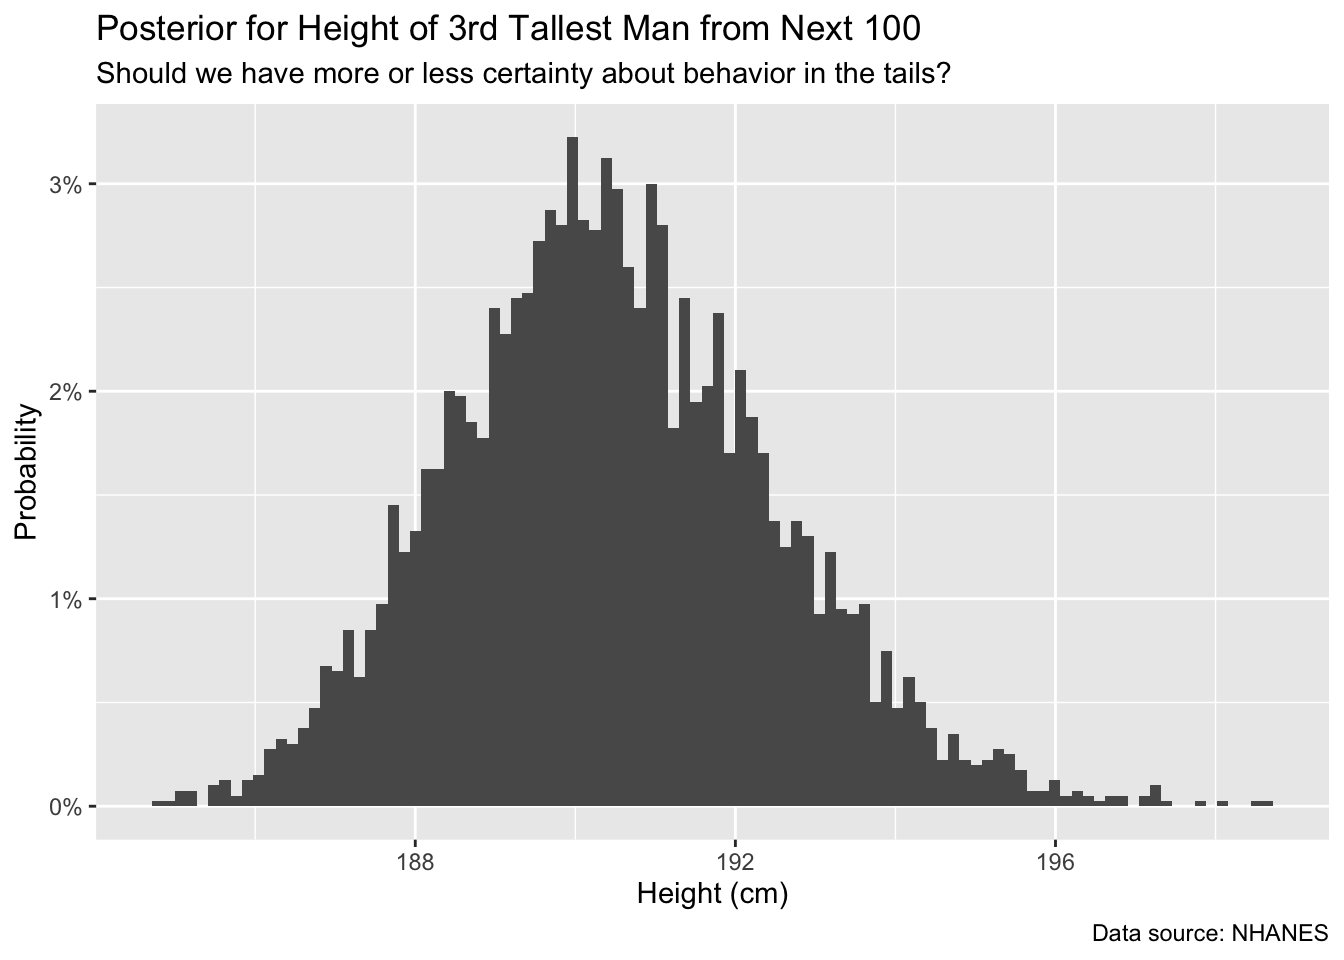 Posterior for Height of 3rd Tallest Man from Next 100
Should we have more or less certainty about behavior in the tails?
3%
2%
1%
0%
Probability
188 192 196
Height (cm)
Data source: NHANES